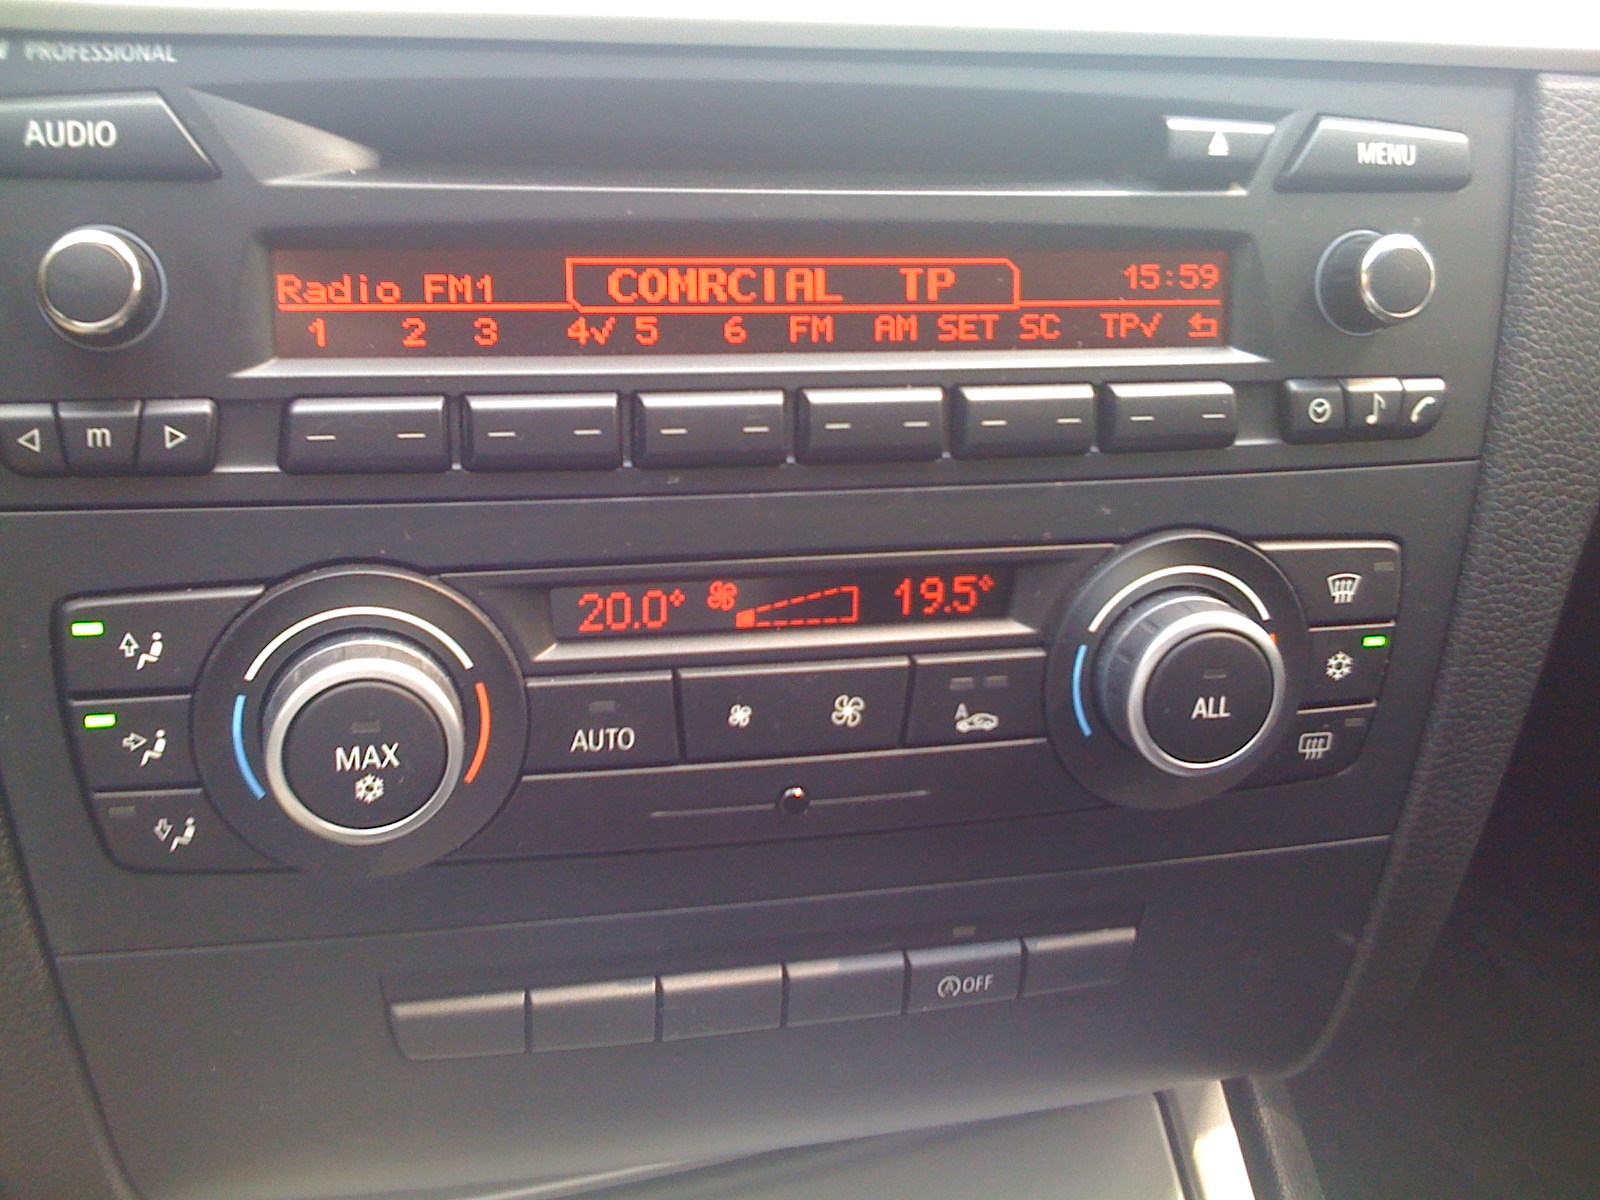 PROFESSIONAL
AUDIO
MENU
Radio FM1 COMRCIAL TP 15:59
1 2 3 4✓ 5 6 FM AM SET SC TP✓
m
20.0° 19.5°
MAX
AUTO
A
ALL
A OFF